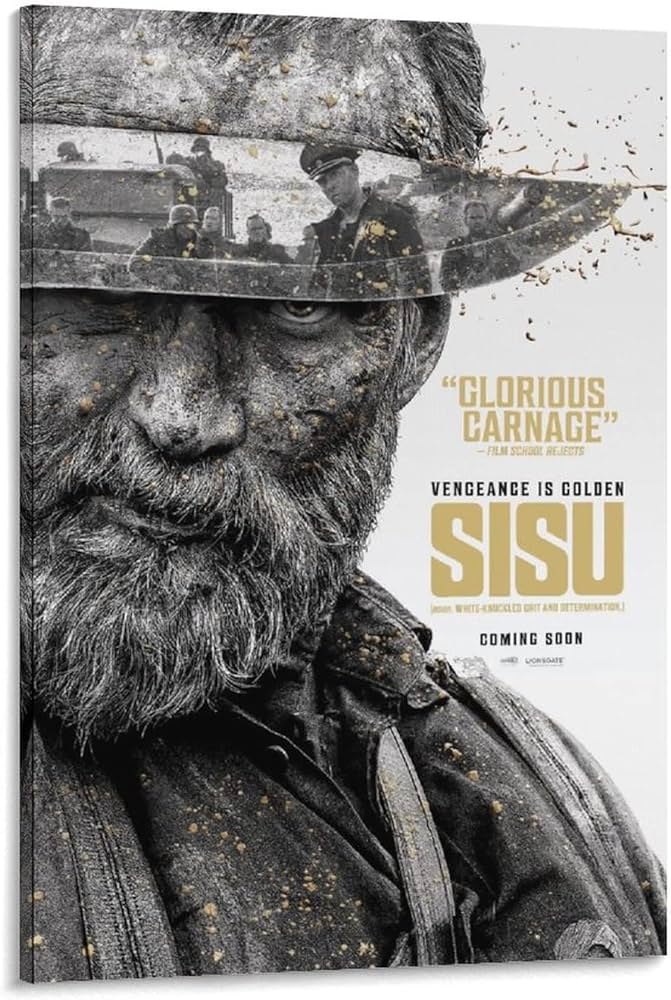 “GLORIOUS
CARNAGE”
— FILM SCHOOL REJECTS
VENGEANCE IS GOLDEN
SISU
(NOUN. WHITE-KNUCKLED GRIT AND DETERMINATION.)
COMING SOON
LIONSGATE